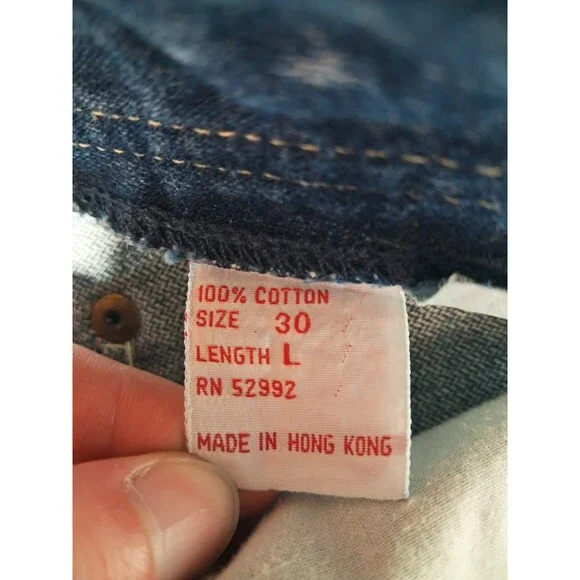 100% COTTON
SIZE 30
LENGTH L
RN 52992
MADE IN HONG KONG